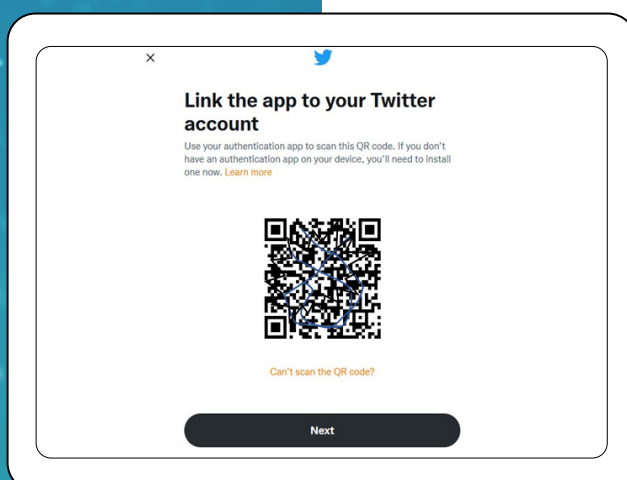 Link the app to your Twitter
account
Use your authentication app to scan this QR code. If you don't
have an authentication app on your device, you'll need to install
one now. Learn more
Can't scan the QR code?
Next